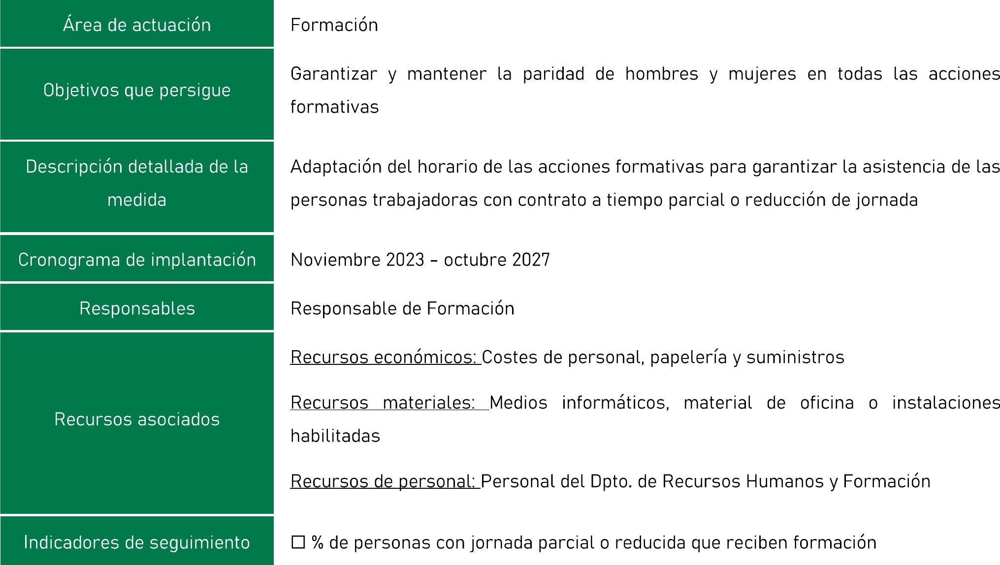 Área de actuación
Formación
Objetivos que persigue
Garantizar y mantener la paridad de hombres y mujeres en todas las acciones
formativas
Descripción detallada de la
medida
Adaptación del horario de las acciones formativas para garantizar la asistencia de las
personas trabajadoras con contrato a tiempo parcial o reducción de jornada
Cronograma de implantación
Noviembre 2023 – octubre 2027
Responsables
Responsable de Formación
Recursos asociados
Recursos económicos: Costes de personal, papelería y suministros
Recursos materiales: Medios informáticos, material de oficina o instalaciones
habilitadas
Recursos de personal: Personal del Dpto. de Recursos Humanos y Formación
Indicadores de seguimiento
☐ % de personas con jornada parcial o reducida que reciben formación